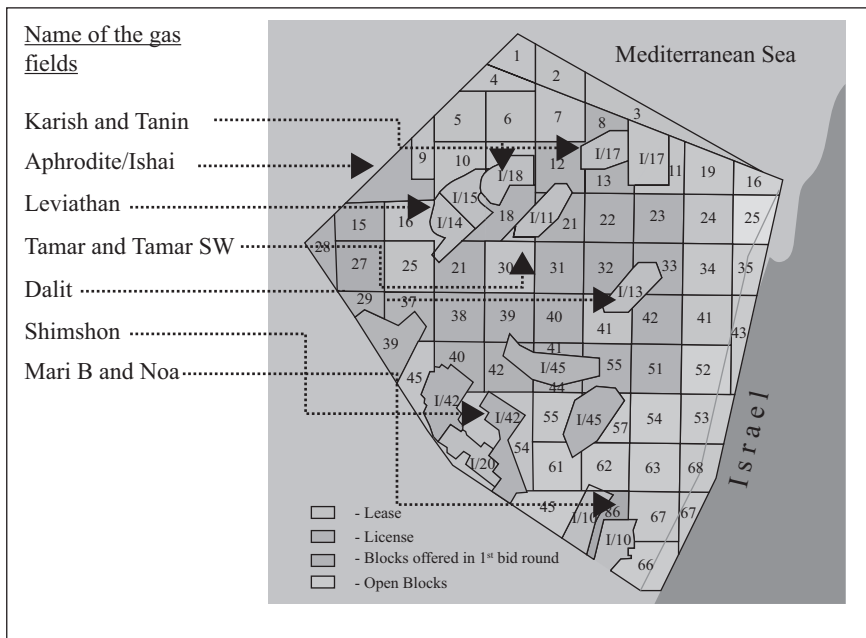 Name of the gas
fields
Karish and Tanin
Aphrodite/Ishai
Leviathan
Tamar and Tamar SW
Dalit
Shimshon
Mari B and Noa
Mediterranean Sea
1
2
4
3
5 6 7 8
9 10 12 I/17 I/17 11 19 16
I/18 13
I/15
15 16 I/14 18 I/11 21 22 23 24 25
28
27 25 21 30 31 32 33 34 35
I/13
29 37
38 39 40 41 42 41 43
39
40 41
45 42 I/45 55 51 52
44
I/42 I/42 55 I/45 57 54 53
54
I/20 61 62 63 68
45 I/16 86 67 67
I/10
66
Israel
- Lease
- License
- Blocks offered in 1st bid round
- Open Blocks